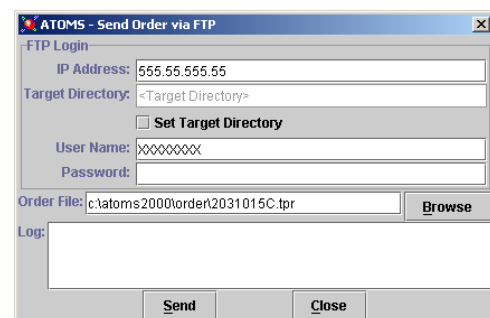 ATOMS - Send Order via FTP
FTP Login
IP Address: 555.55.555.55
Target Directory: <Target Directory>
Set Target Directory
User Name: XXXXXXXX
Password:
Order File: c:\atoms2000\order\2031015C.tpr Browse
Log:
Send Close